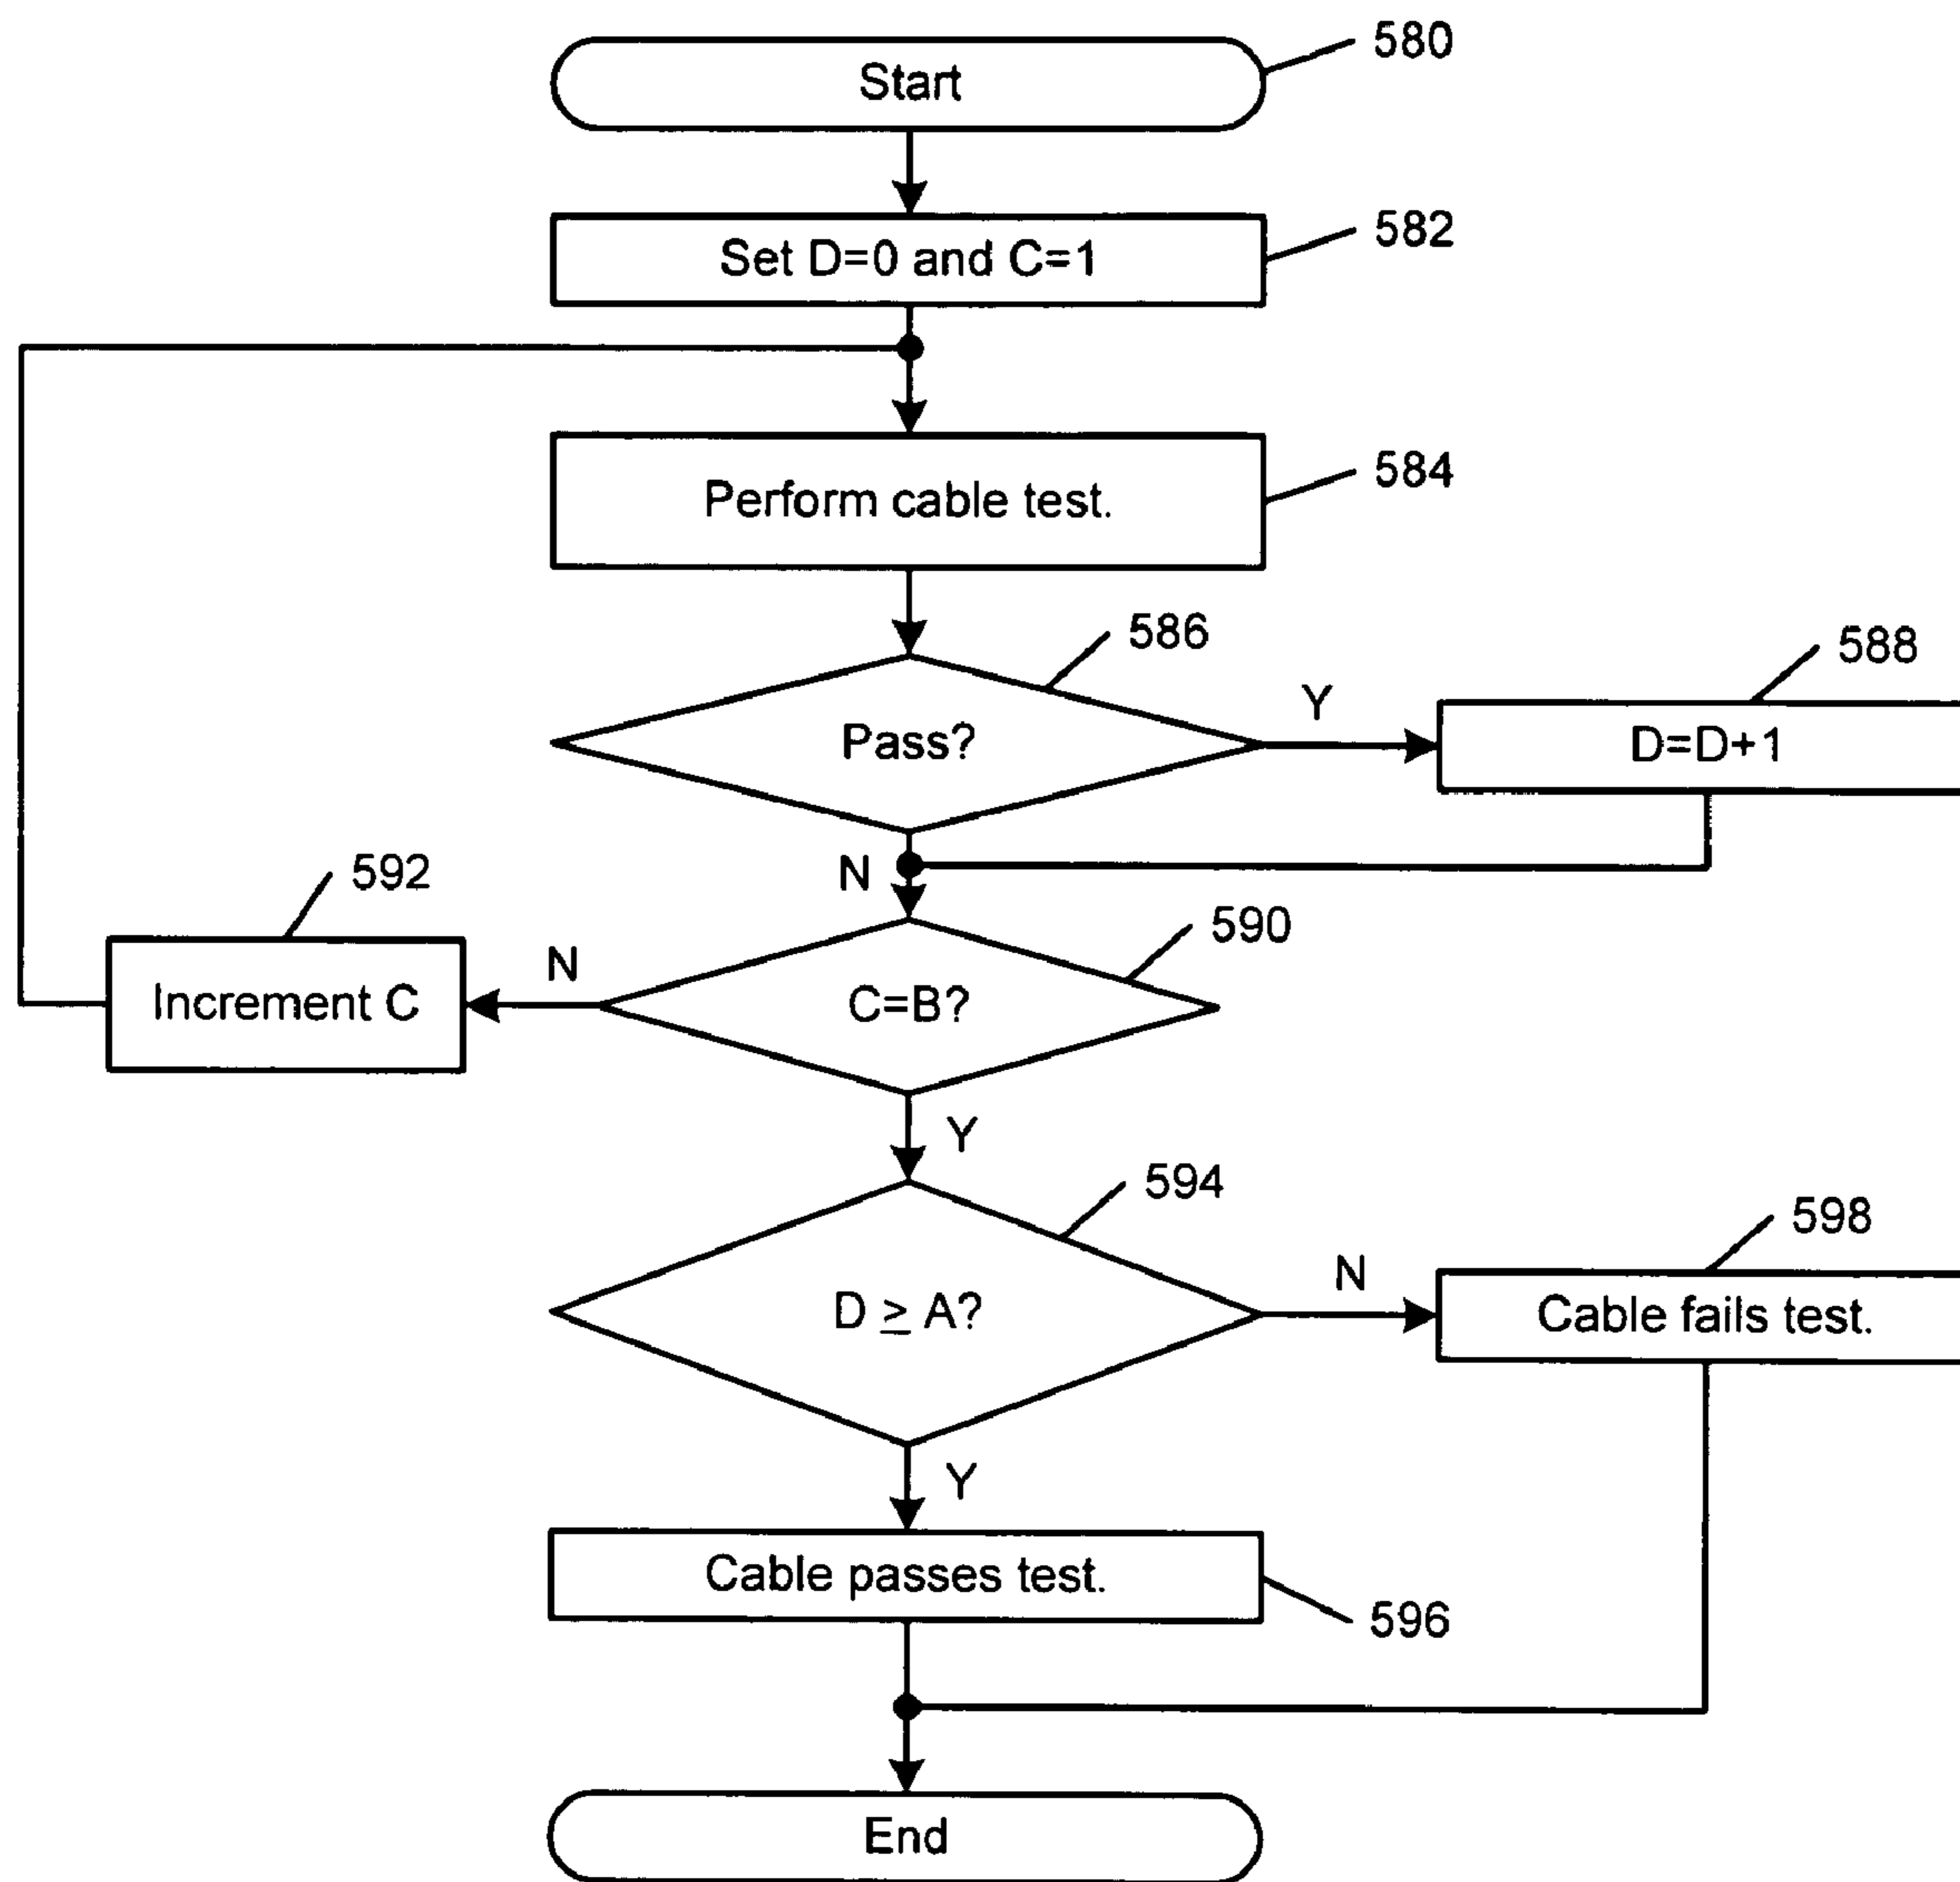 Start
580
Set D=0 and C=1
582
Perform cable test.
584
586
Pass?
Y
588
D=D+1
N
592
Increment C
N
590
C=B?
Y
594
D ≥ A?
N
598
Cable fails test.
Y
Cable passes test.
596
End